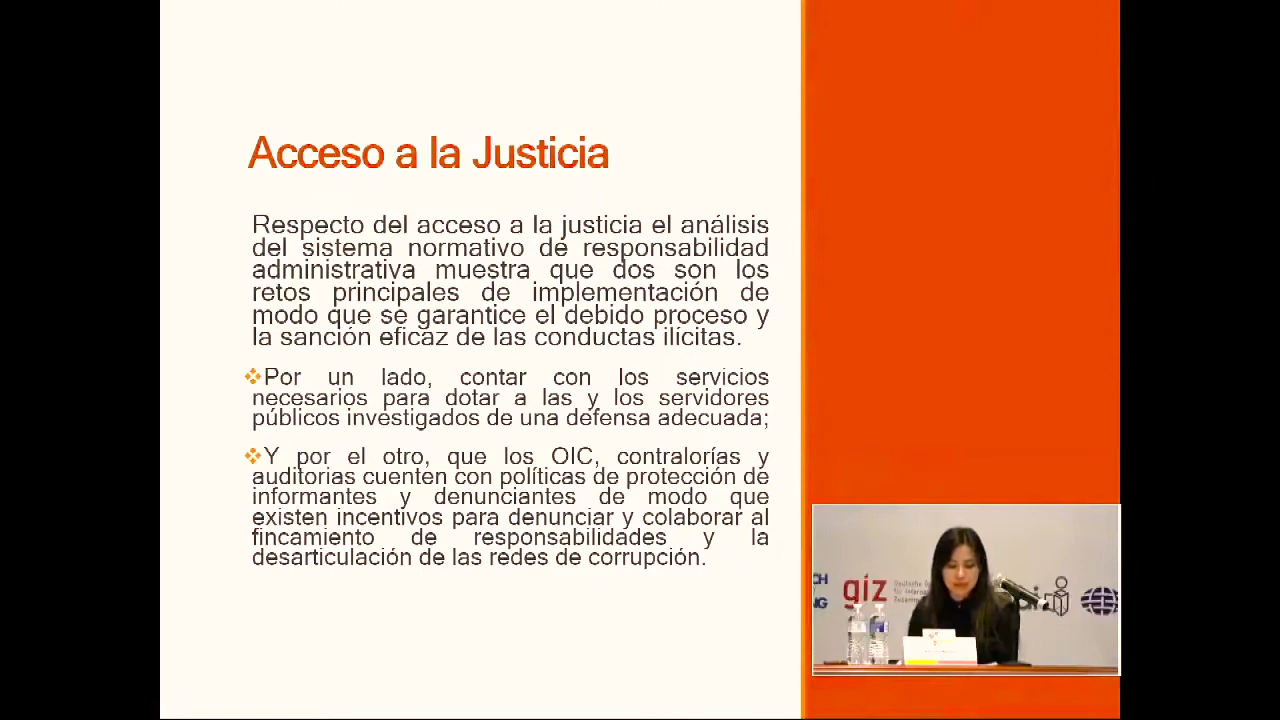 Acceso a la Justicia
Respecto del acceso a la justicia el análisis
del sistema normativo de responsabilidad
administrativa muestra que dos son los
retos principales de implementación de
modo que se garantice el debido proceso y
la sanción eficaz de las conductas ilícitas.
Por un lado, contar con los servicios
necesarios para dotar a las y los servidores
públicos investigados de una defensa adecuada;
Y por el otro, que los OIC, contralorías y
auditorias cuenten con políticas de protección de
informantes y denunciantes de modo que
existen incentivos para denunciar y colaborar al
fincamiento de responsabilidades y la
desarticulación de las redes de corrupción.
giz